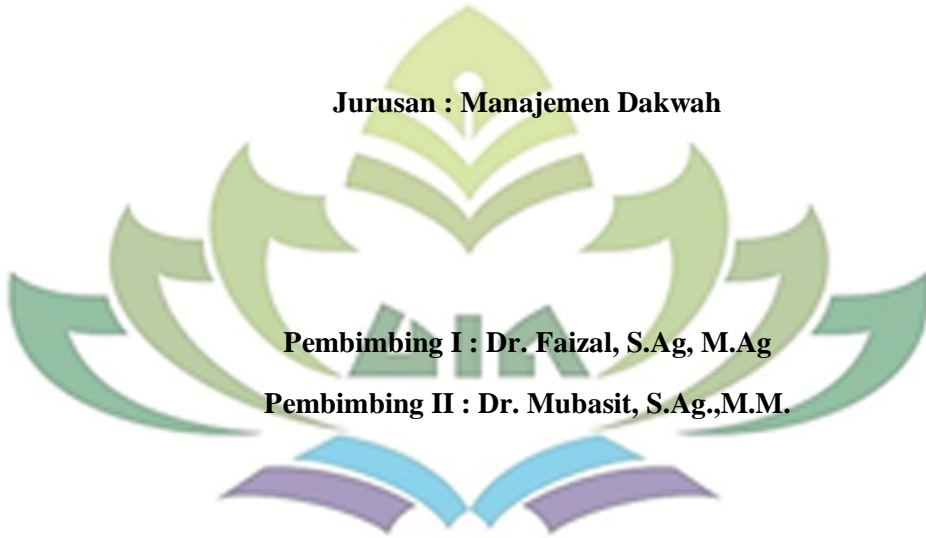 Jurusan : Manajemen Dakwah
Pembimbing I : Dr. Faizal, S.Ag, M.Ag
Pembimbing II : Dr. Mubasit, S.Ag.,M.M.